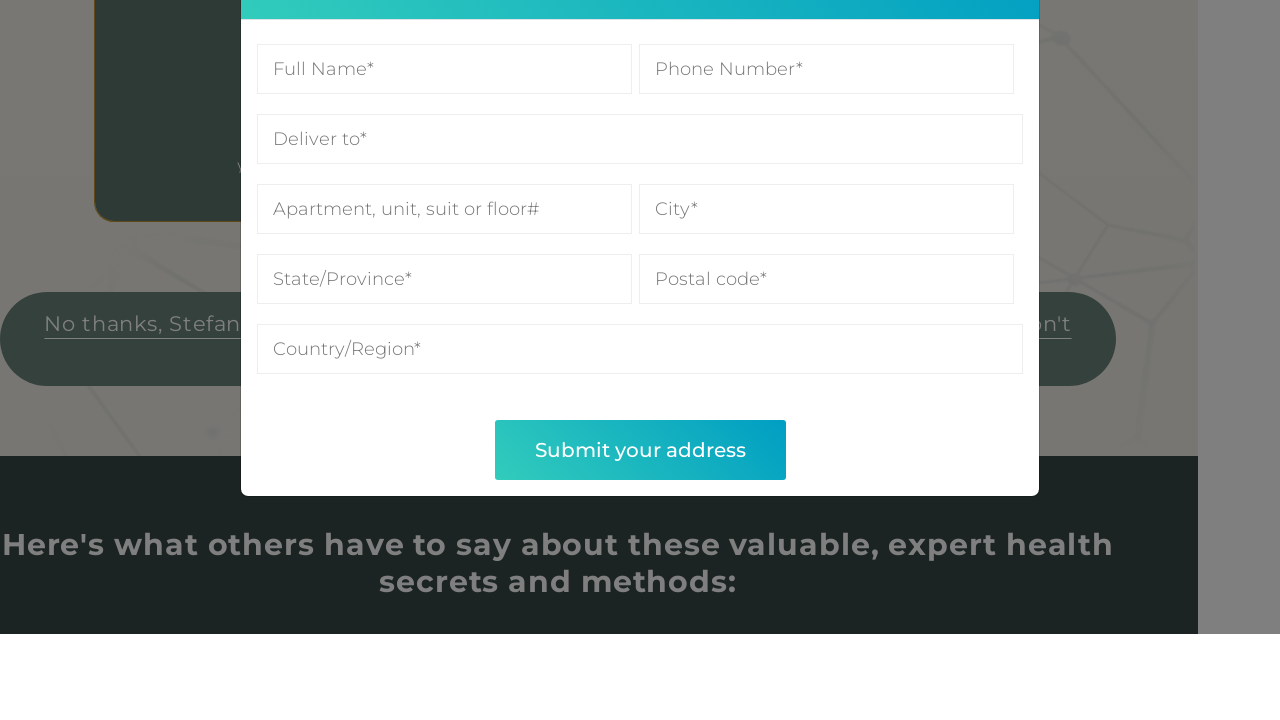 Full Name*
Phone Number*
Deliver to*
Apartment, unit, suit or floor#
City*
State/Province*
Postal code*
Country/Region*
No thanks, Stefan
n't
Submit your address
Here's what others have to say about these valuable, expert health
secrets and methods: